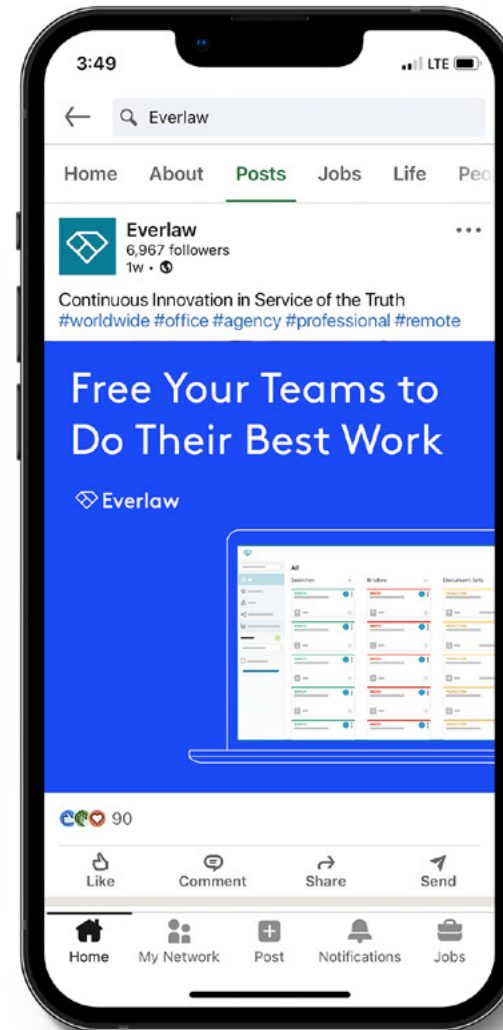 3:49
LTE
Everlaw
Home About Posts Jobs Life Peo
Everlaw
6,967 followers
1w •
Continuous Innovation in Service of the Truth
#worldwide #office #agency #professional #remote
Free Your Teams to
Do Their Best Work
Everlaw
All
Searches Binders Document Sets
90
Like Comment Share Send
Home My Network Post Notifications Jobs